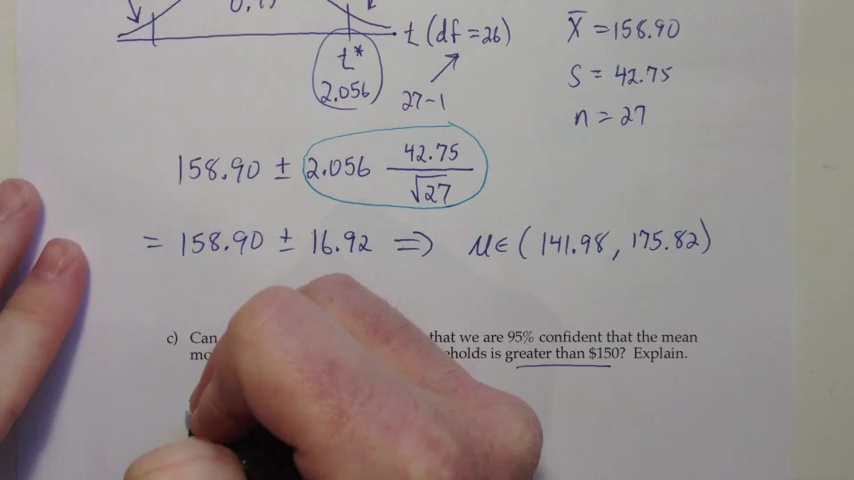 t (df = 26)
X̄ = 158.90
t*
S = 42.75
2.056
27-1
n = 27
158.90 ± 2.056 42.75
√27
= 158.90 ± 16.92 ⟹ μ∈ (141.98, 175.82)
c) Can that we are 95% confident that the mean
is greater than $150? Explain.